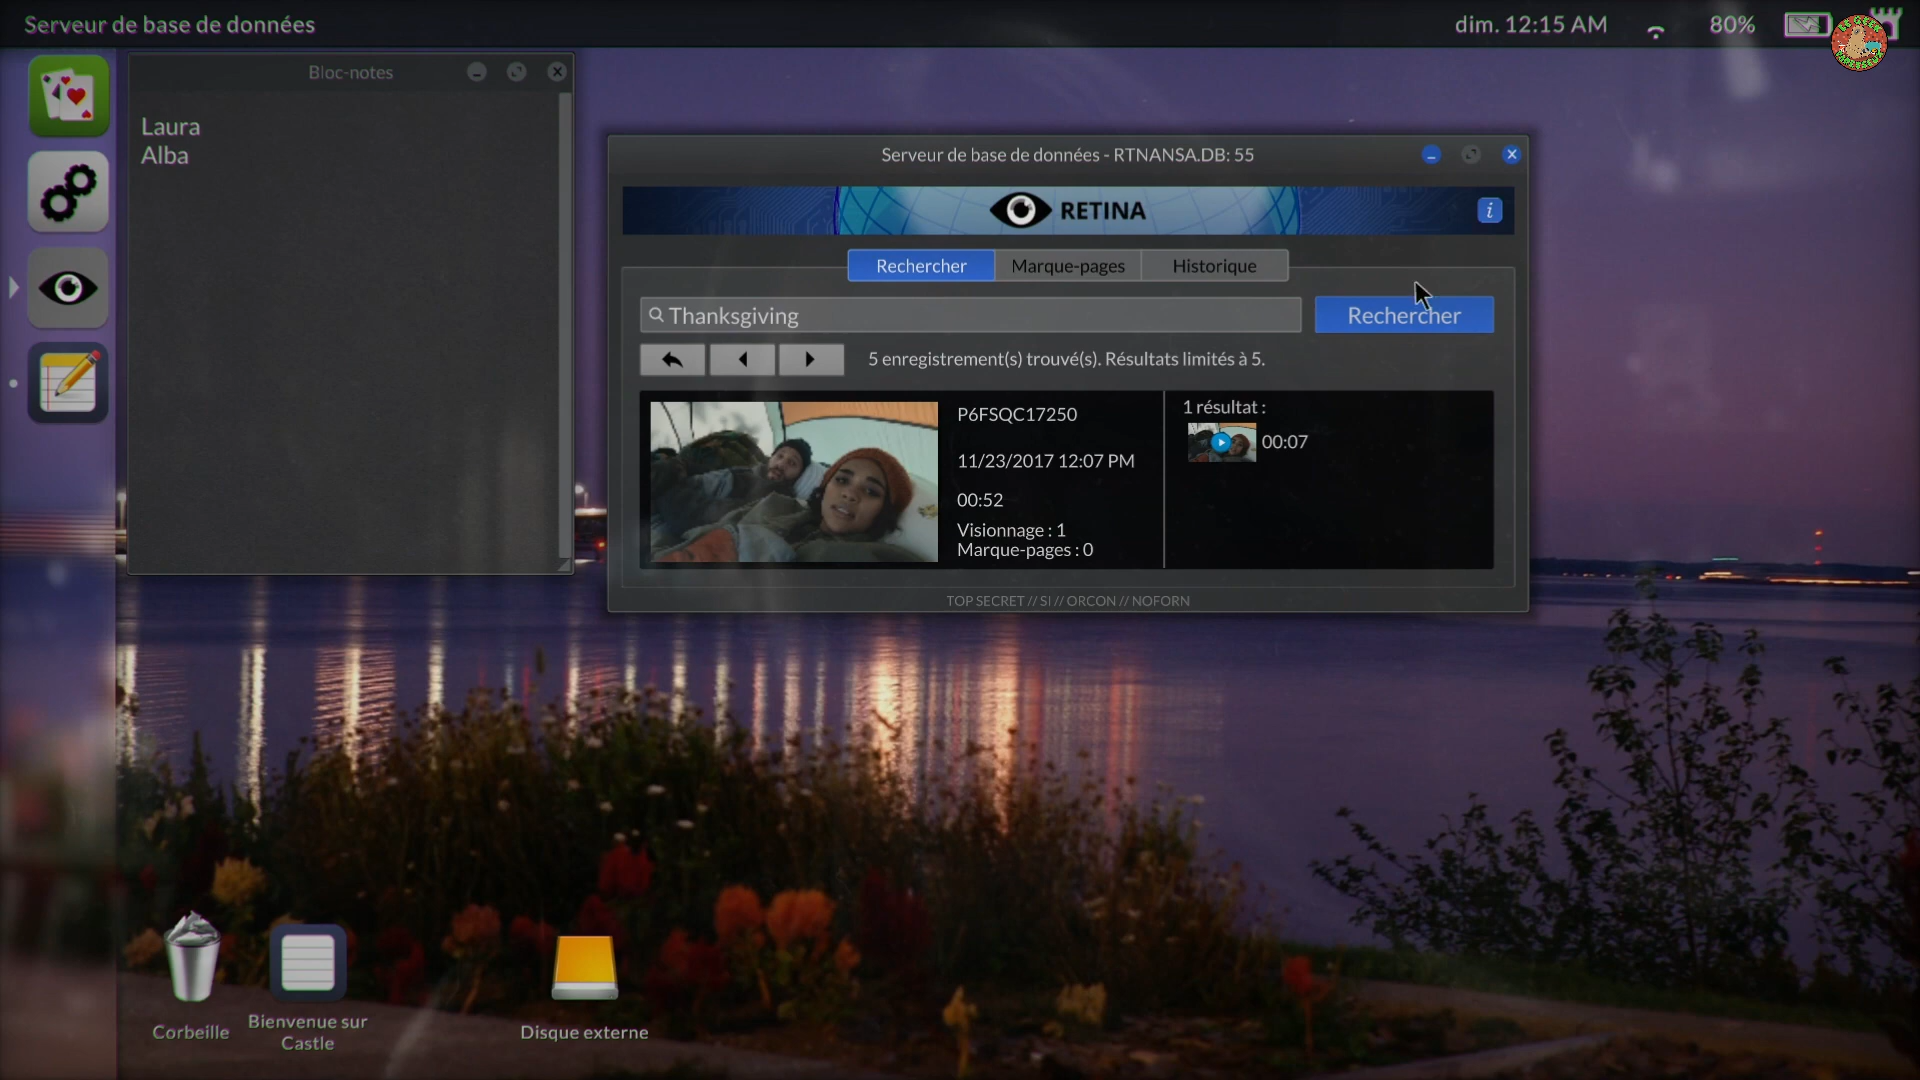 Serveur de base de données
dim. 12:15 AM
80%
Bloc-notes
Laura
Alba
Serveur de base de données - RTNANSA.DB: 55
RETINA
i
Rechercher
Marque-pages
Historique
Thanksgiving
Rechercher
5 enregistrement(s) trouvé(s). Résultats limités à 5.
P6FSQC17250
11/23/2017 12:07 PM
00:52
Visionnage : 1
Marque-pages : 0
1 résultat :
00:07
TOP SECRET // SI // ORCON // NOFORN
Corbeille
Bienvenue sur
Castle
Disque externe